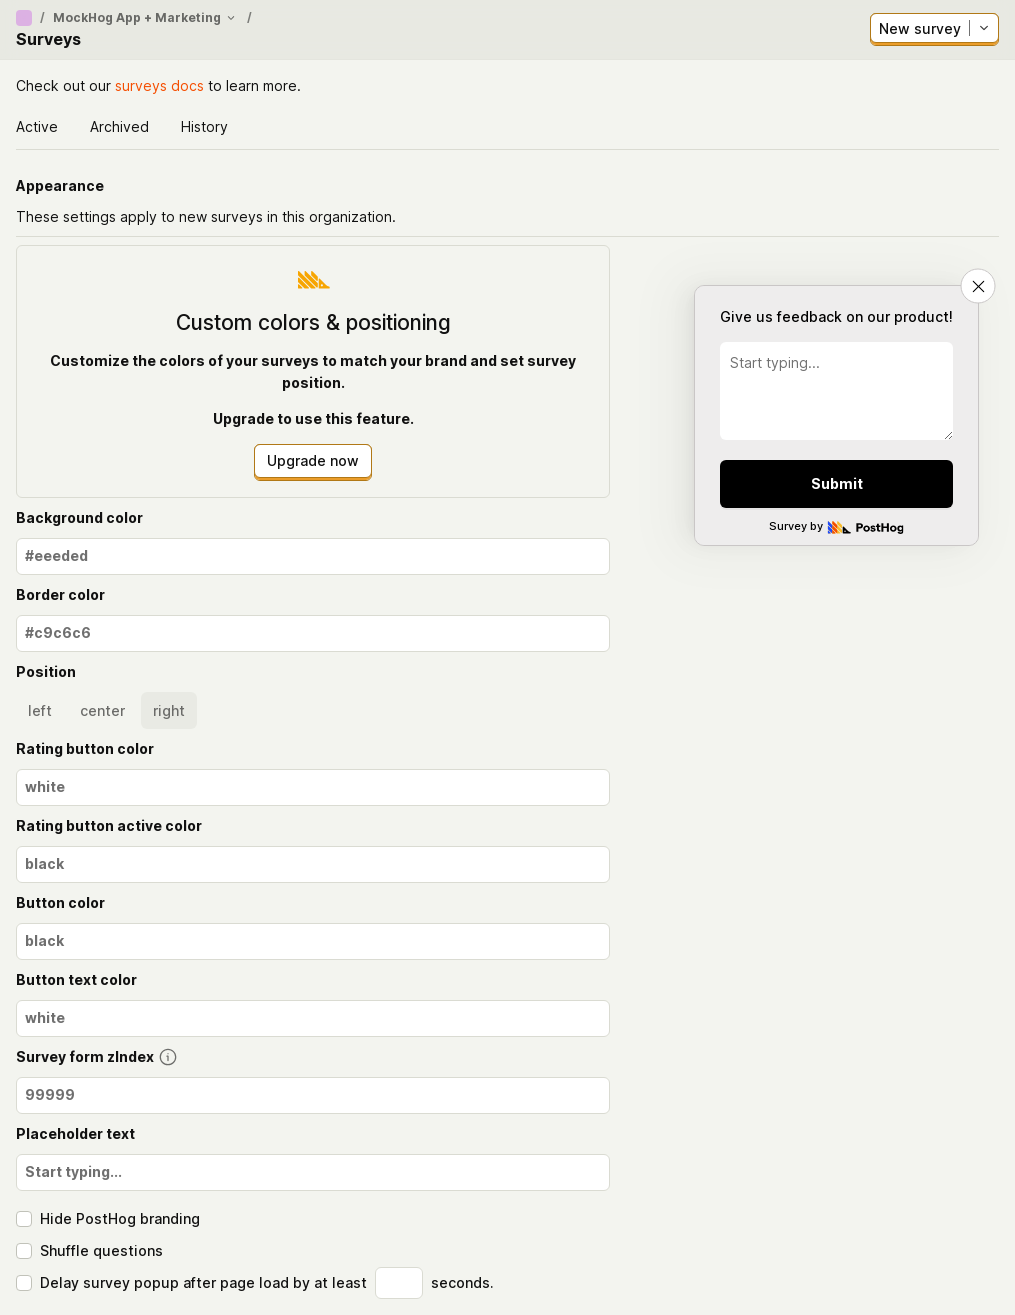 / MockHog App + Marketing /
Surveys
New survey
Check out our surveys docs to learn more.
Active Archived History
Appearance
These settings apply to new surveys in this organization.
Custom colors & positioning
Customize the colors of your surveys to match your brand and set survey
position.
Upgrade to use this feature.
Upgrade now
Give us feedback on our product!
Start typing...
Submit
Survey by PostHog
Background color
#eeeded
Border color
#c9c6c6
Position
left center right
Rating button color
white
Rating button active color
black
Button color
black
Button text color
white
Survey form zIndex
99999
Placeholder text
Start typing...
Hide PostHog branding
Shuffle questions
Delay survey popup after page load by at least seconds.